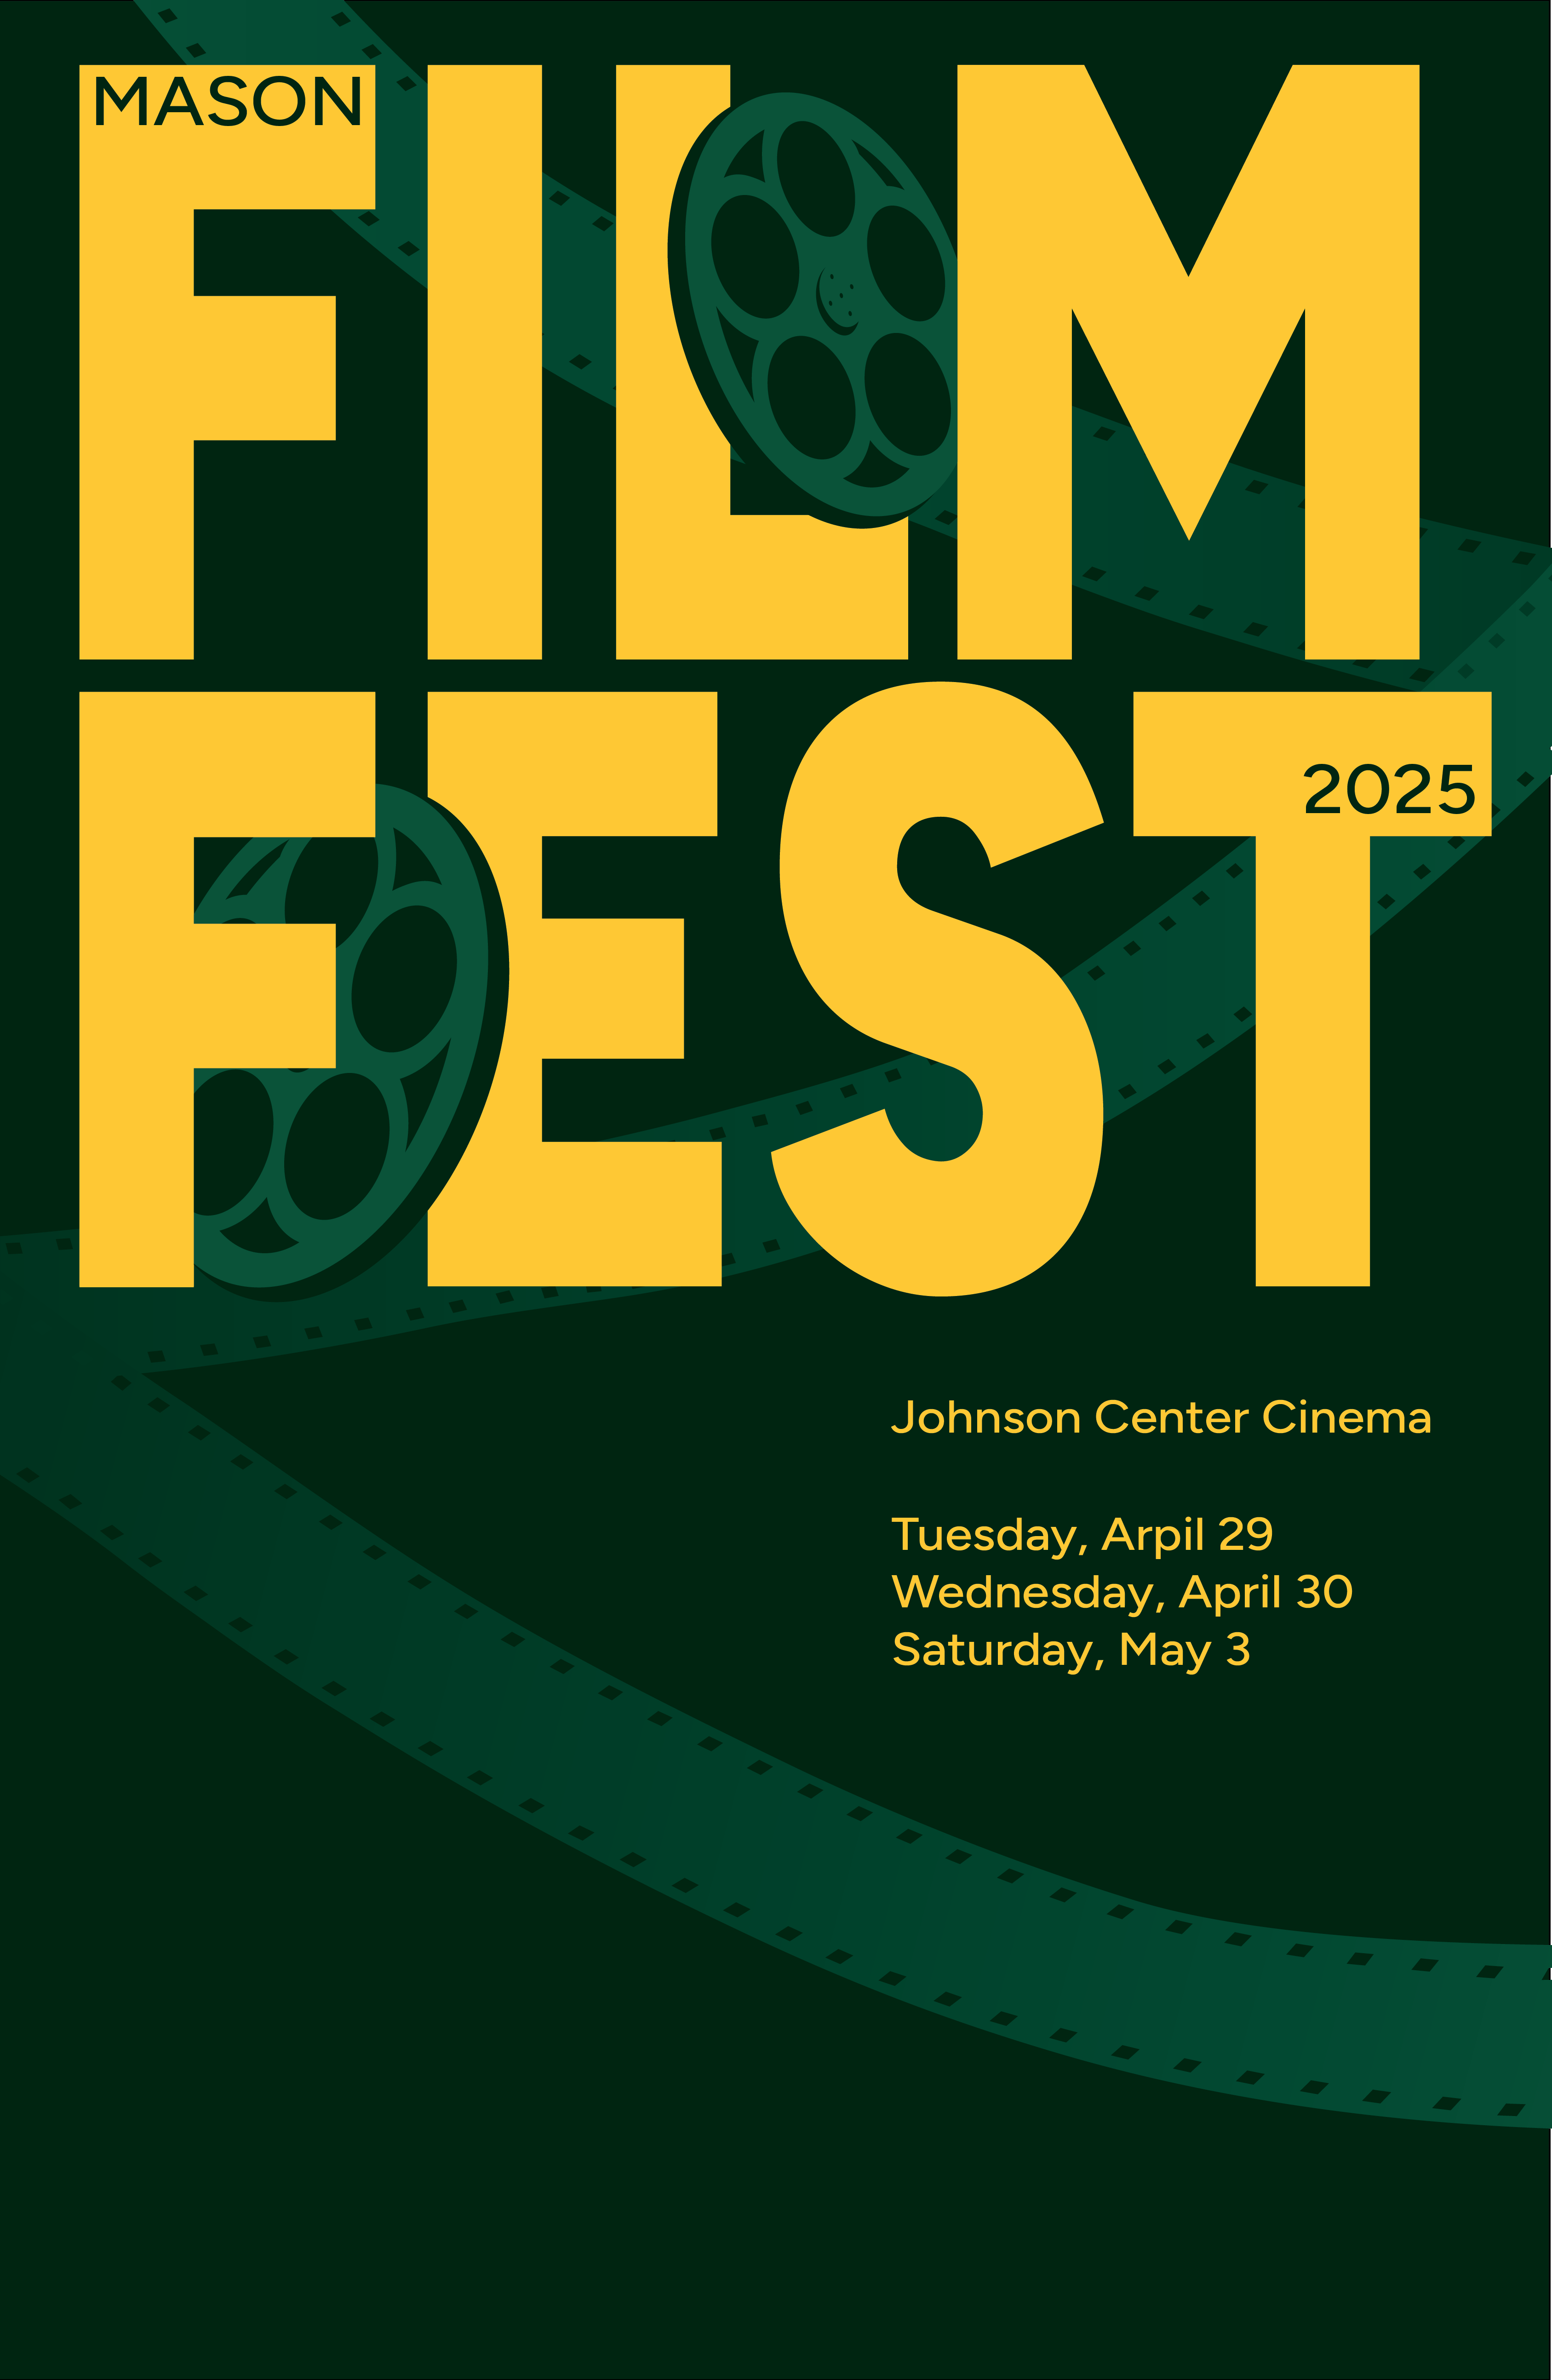 MASON
FILM
FEST
2025
Johnson Center Cinema
Tuesday, Arpil 29
Wednesday, April 30
Saturday, May 3